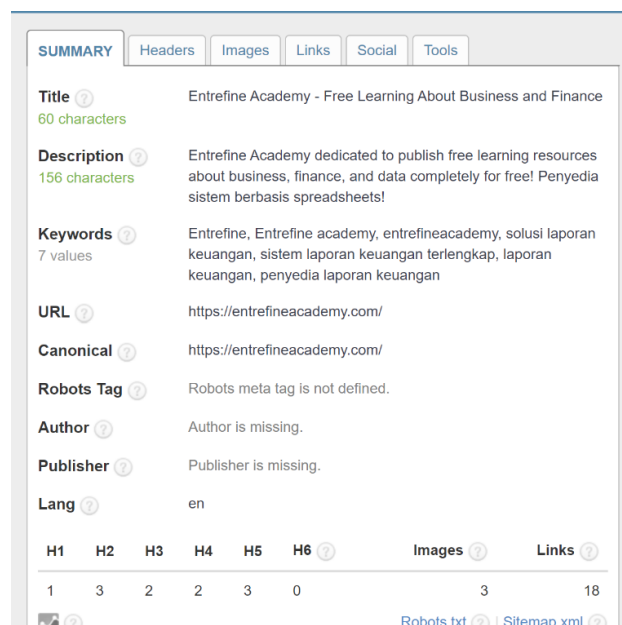 SUMMARY Headers Images Links Social Tools
Title ? Entrefine Academy - Free Learning About Business and Finance
60 characters
Description ? Entrefine Academy dedicated to publish free learning resources
156 characters about business, finance, and data completely for free! Penyedia
sistem berbasis spreadsheets!
Keywords ? Entrefine, Entrefine academy, entrefineacademy, solusi laporan
7 values keuangan, sistem laporan keuangan terlengkap, laporan
keuangan, penyedia laporan keuangan
URL ? https://entrefineacademy.com/
Canonical ? https://entrefineacademy.com/
Robots Tag ? Robots meta tag is not defined.
Author ? Author is missing.
Publisher ? Publisher is missing.
Lang ? en
H1 H2 H3 H4 H5 H6 ? Images ? Links ?
1 3 2 2 3 0 3 18
? Robots.txt ? | Sitemap.xml ?